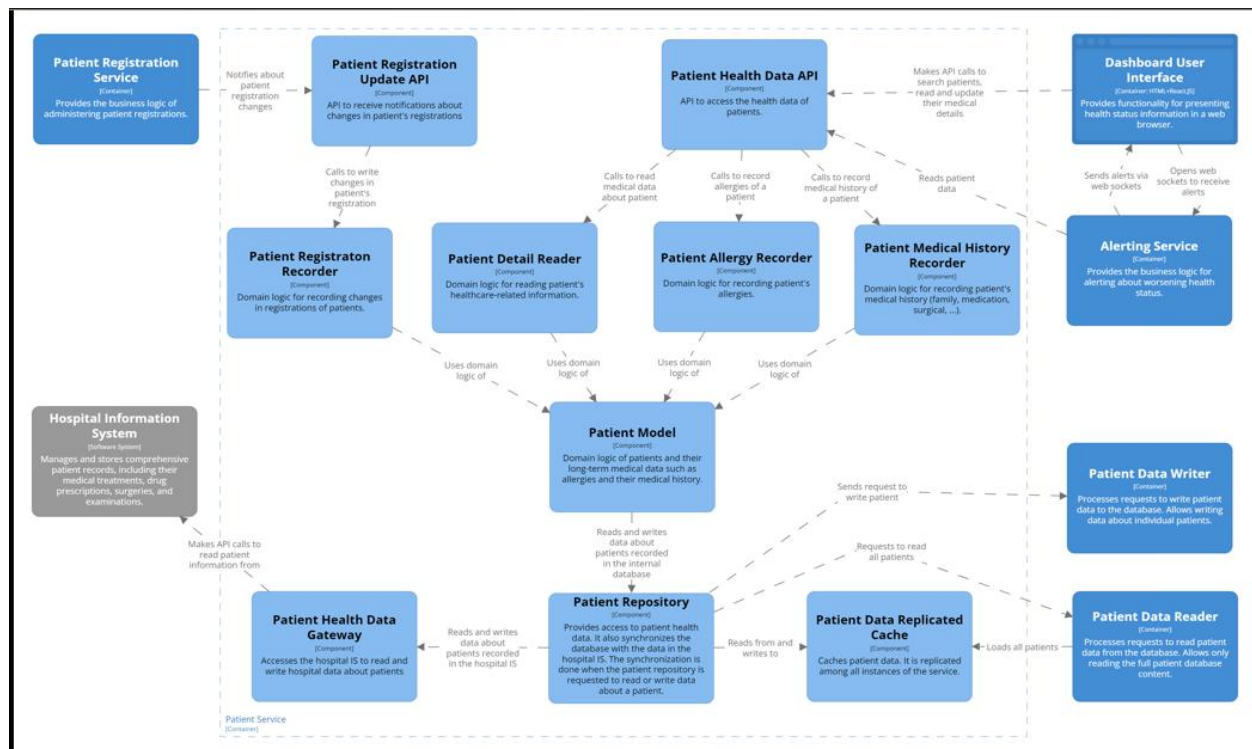 Patient Registration
Service
[Container]
Provides the business logic of
administering patient registrations.
Notifies about
patient
registration
changes
Patient Registration
Update API
[Component]
API to receive notifications about
changes in patient's registrations
Patient Health Data API
[Component]
API to access the health data of
patients.
Makes API calls to
search patients,
read and update
their medical
details
Dashboard User
Interface
[Container: HTML+ReactJS]
Provides functionality for presenting
health status information in a web
browser.
Calls to write
changes in
patient's
registration
Calls to read
medical data
about patient
Calls to record
allergies of a
patient
Calls to record
medical history of
a patient
Reads patient
data
Sends alerts via
web sockets
Opens web
sockets to receive
alerts
Patient Registraton
Recorder
[Component]
Domain logic for recording changes
in registrations of patients.
Patient Detail Reader
[Component]
Domain logic for reading patient's
healthcare-related information.
Patient Allergy Recorder
[Component]
Domain logic for recording patient's
allergies.
Patient Medical History
Recorder
[Component]
Domain logic for recording patient's
medical history (family, medication,
surgical, ...).
Alerting Service
[Container]
Provides the business logic for
alerting about worsening health
status.
Uses domain
logic of
Uses domain
logic of
Uses domain
logic of
Uses domain
logic of
Hospital Information
System
[Software System]
Manages and stores comprehensive
patient records, including their
medical treatments, drug
prescriptions, surgeries, and
examinations.
Patient Model
[Component]
Domain logic of patients and their
long-term medical data such as
allergies and their medical history.
Sends request to
write patient
Patient Data Writer
[Container]
Processes requests to write patient
data to the database. Allows writing
data about individual patients.
Makes API calls to
read patient
information from
Reads and writes
data about
patients recorded
in the internal
database
Requests to read
all patients
Patient Health Data
Gateway
[Component]
Accesses the hospital IS to read and
write hospital data about patients
Reads and writes
data about
patients recorded
in the hospital IS
Patient Repository
[Component]
Provides access to patient health
data. It also synchronizes the
database with the data in the
hospital IS. The synchronization is
done when the patient repository is
requested to read or write data
about a patient.
Reads from and
writes to
Patient Data Replicated
Cache
[Component]
Caches patient data. It is replicated
among all instances of the service.
Loads all patients
Patient Data Reader
[Container]
Processes requests to read patient
data from the database. Allows only
reading the full patient database
content.
Patient Service
[Container]